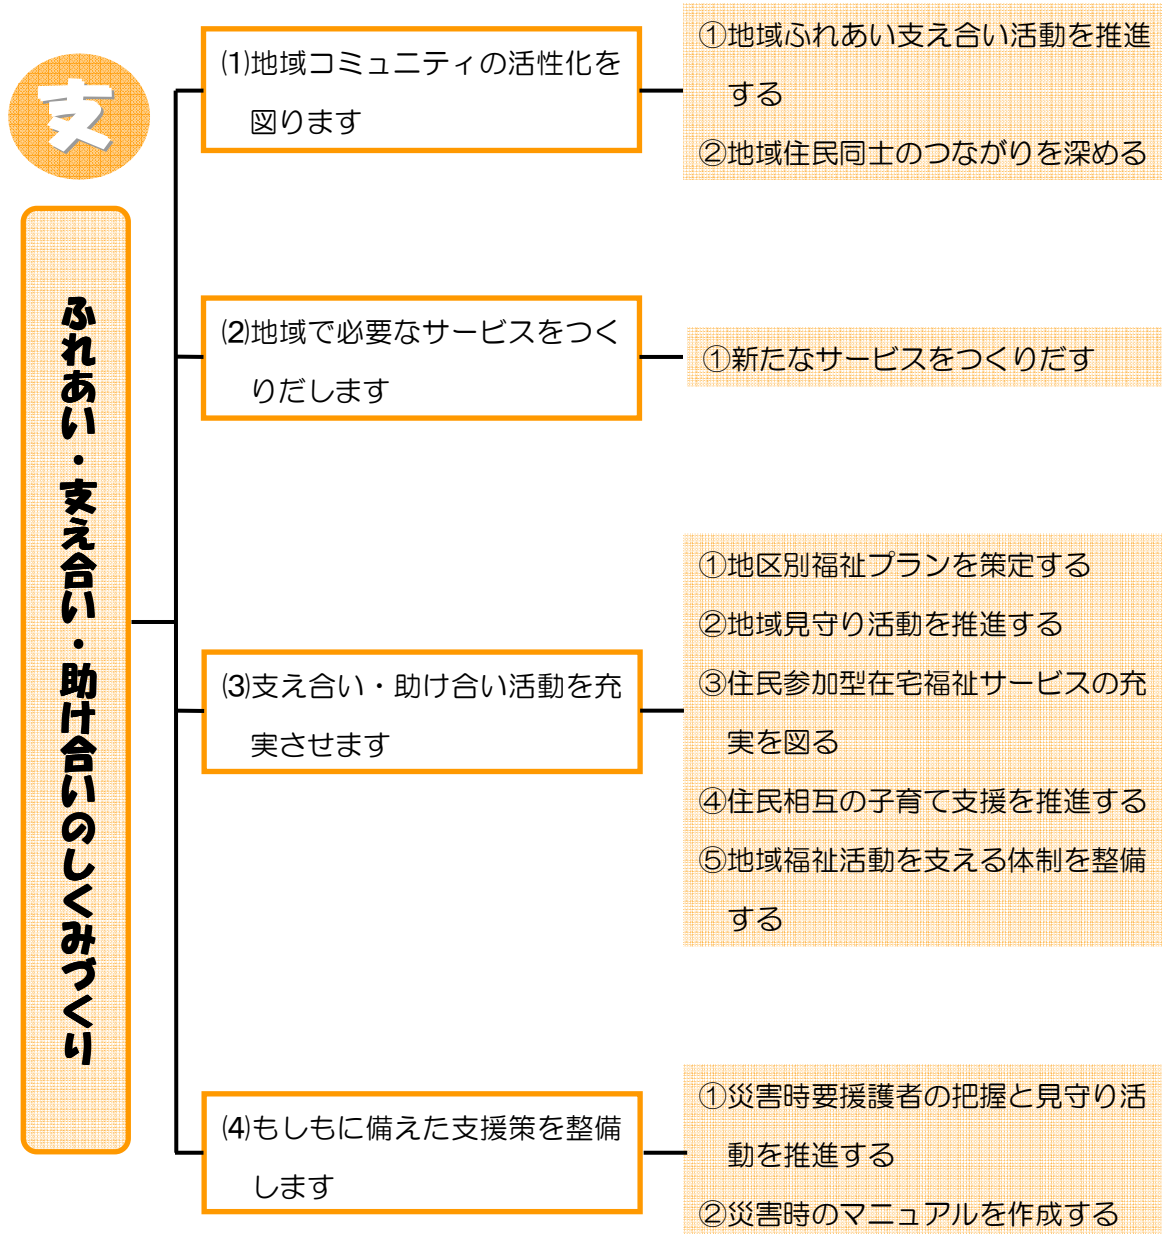 支
ふれあい・支え合い・助け合いのしくみづくり
⑴地域コミュニティの活性化を
図ります
①地域ふれあい支え合い活動を推進
する
②地域住民同士のつながりを深める
⑵地域で必要なサービスをつく
りだします
①新たなサービスをつくりだす
⑶支え合い・助け合い活動を充
実させます
①地区別福祉プランを策定する
②地域見守り活動を推進する
③住民参加型在宅福祉サービスの充
実を図る
④住民相互の子育て支援を推進する
⑤地域福祉活動を支える体制を整備
する
⑷もしもに備えた支援策を整備
します
①災害時要援護者の把握と見守り活
動を推進する
②災害時のマニュアルを作成する